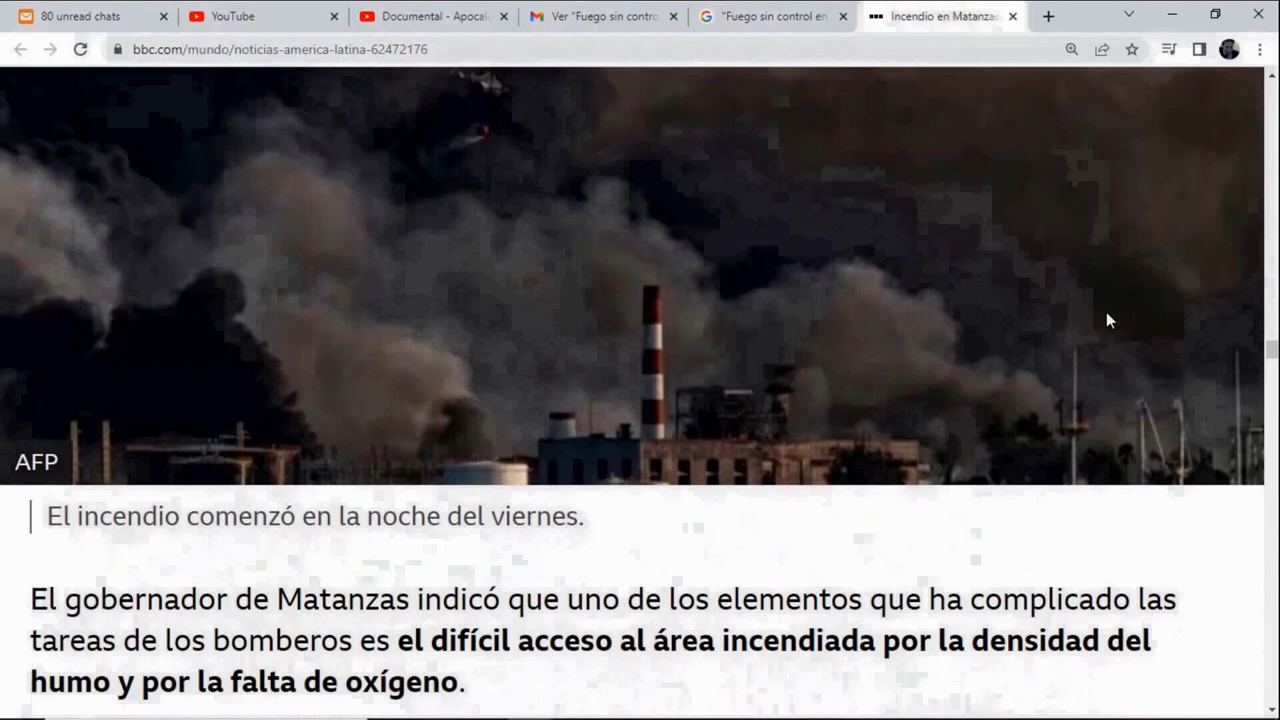 80 unread chats
YouTube
Documental - Apocali
Ver "Fuego sin contro
"Fuego sin control en
Incendio en Matanzas
bbc.com/mundo/noticias-america-latina-62472176
AFP
El incendio comenzó en la noche del viernes.
El gobernador de Matanzas indicó que uno de los elementos que ha complicado las
tareas de los bomberos es el difícil acceso al área incendiada por la densidad del
humo y por la falta de oxígeno.